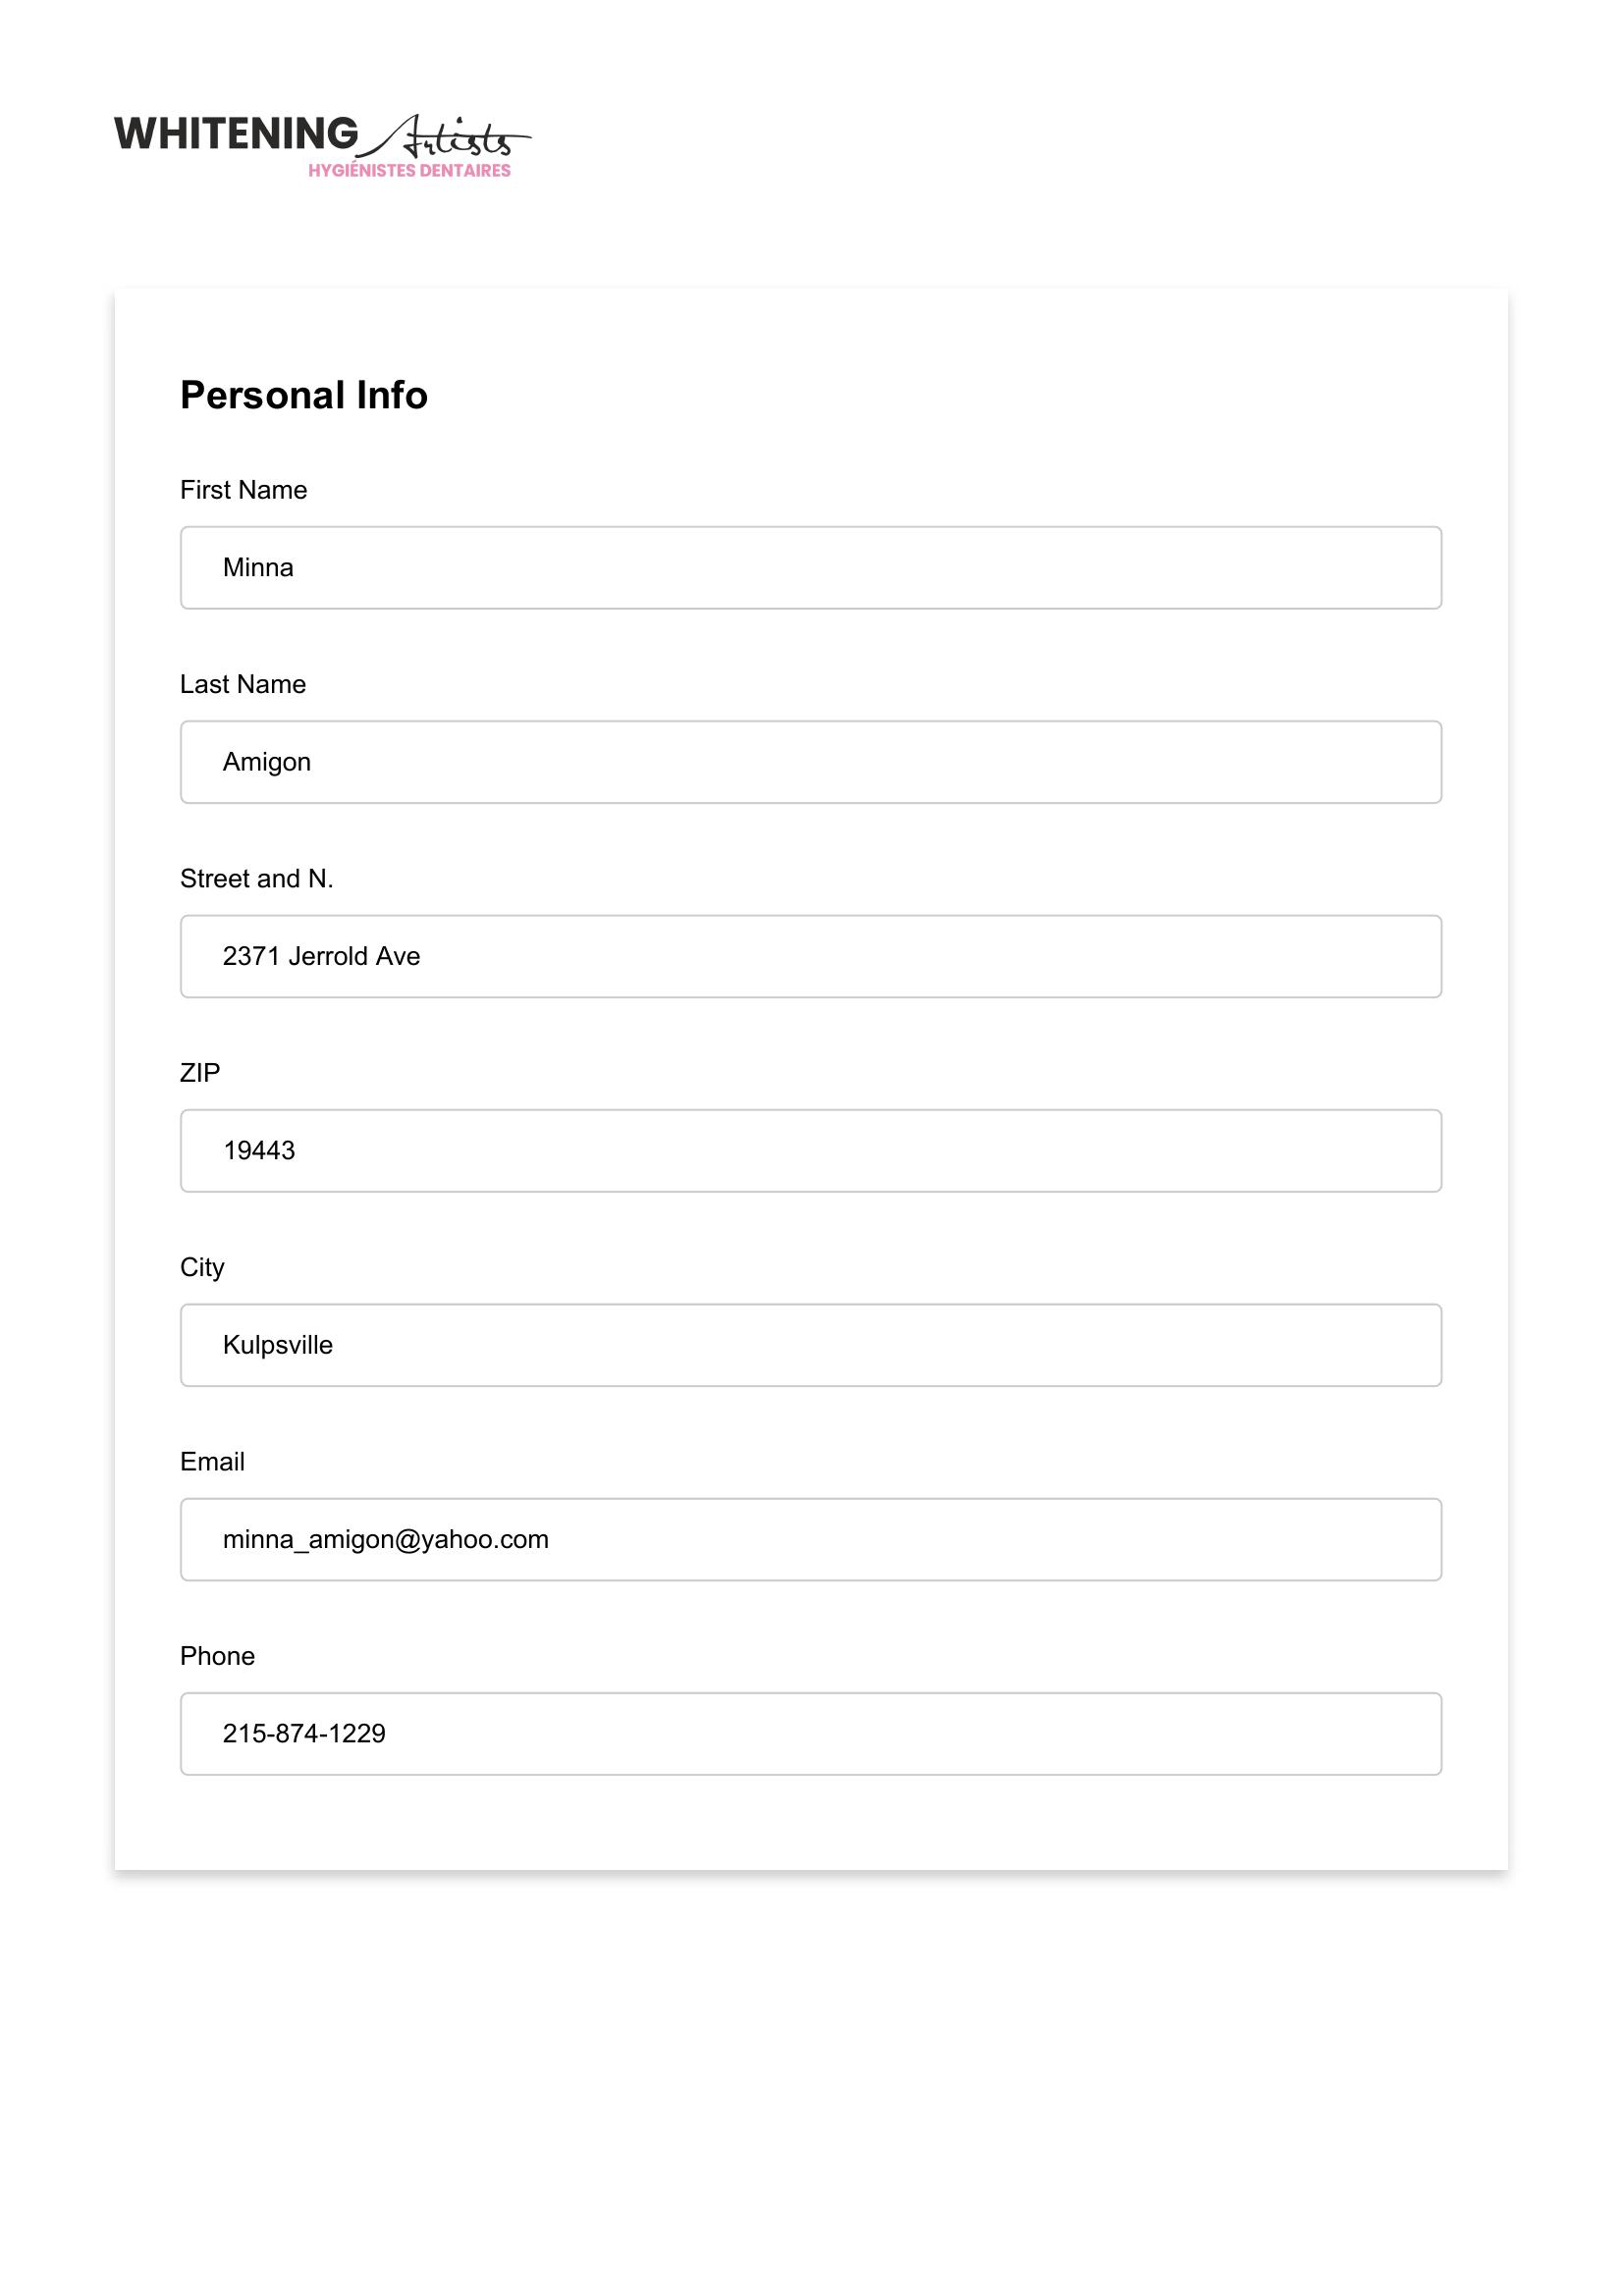 WHITENING Artists
HYGIÉNISTES DENTAIRES
Personal Info
First Name
Minna
Last Name
Amigon
Street and N.
2371 Jerrold Ave
ZIP
19443
City
Kulpsville
Email
minna_amigon@yahoo.com
Phone
215-874-1229